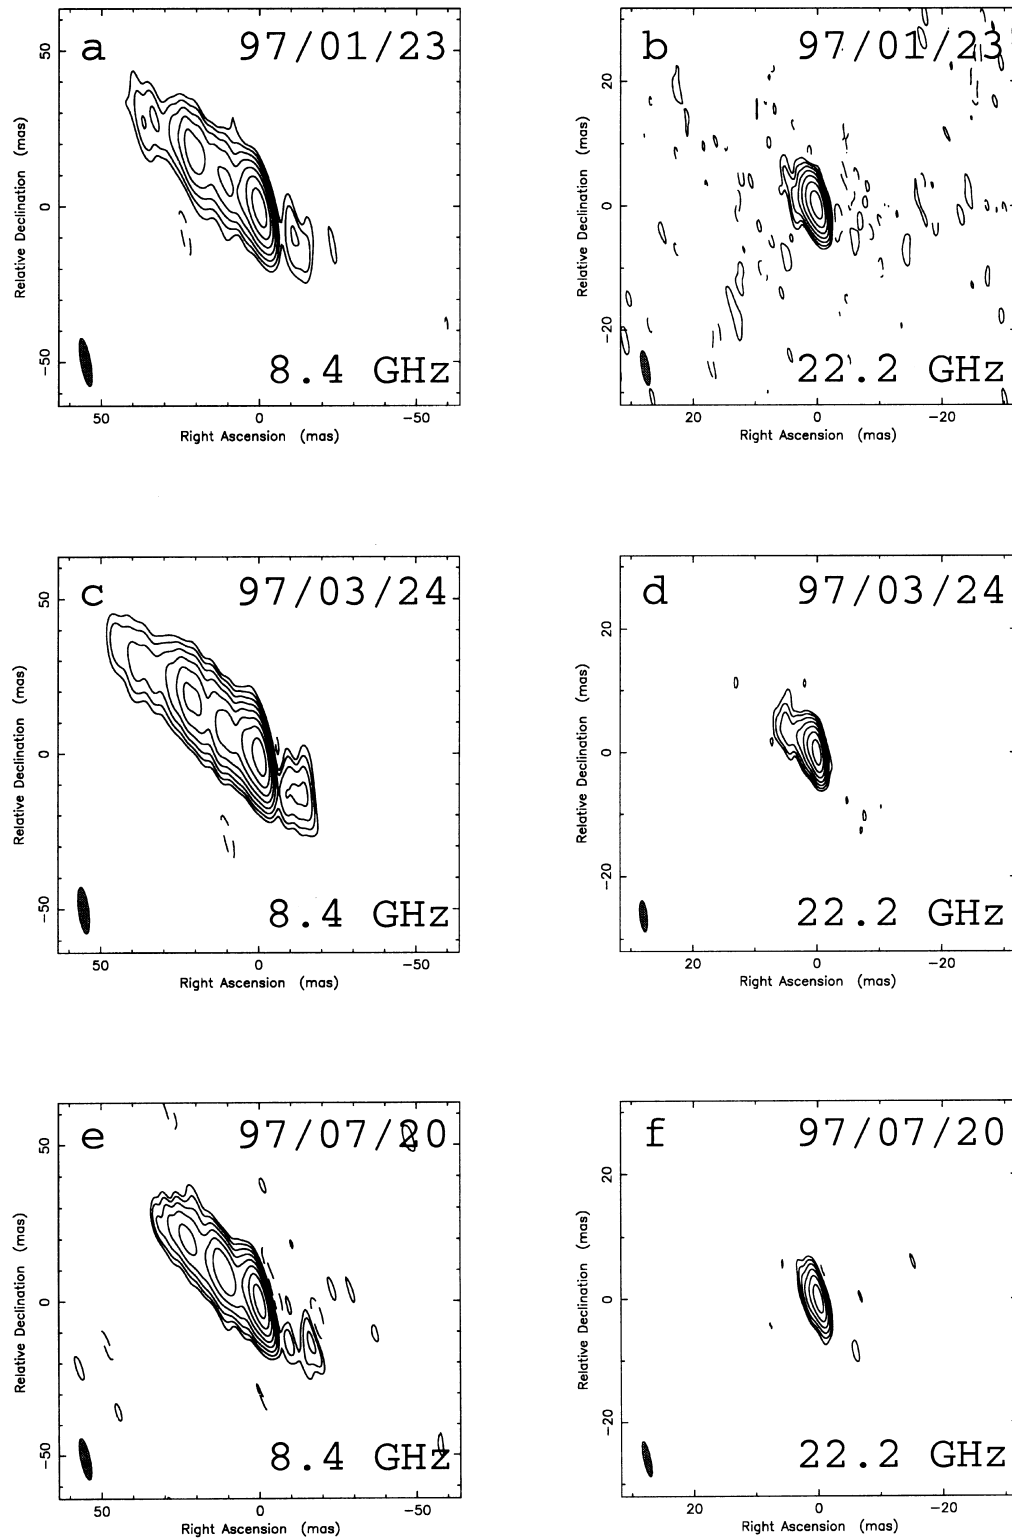 a 97/01/23
50
0
−50
Relative Declination (mas)
8.4 GHz
50 0 −50
Right Ascension (mas)
b 97/01/23
20
0
−20
Relative Declination (mas)
22.2 GHz
20 0 −20
Right Ascension (mas)
c 97/03/24
50
0
−50
Relative Declination (mas)
8.4 GHz
50 0 −50
Right Ascension (mas)
d 97/03/24
20
0
−20
Relative Declination (mas)
22.2 GHz
20 0 −20
Right Ascension (mas)
e 97/07/20
50
0
−50
Relative Declination (mas)
8.4 GHz
50 0 −50
Right Ascension (mas)
f 97/07/20
20
0
−20
Relative Declination (mas)
22.2 GHz
20 0 −20
Right Ascension (mas)